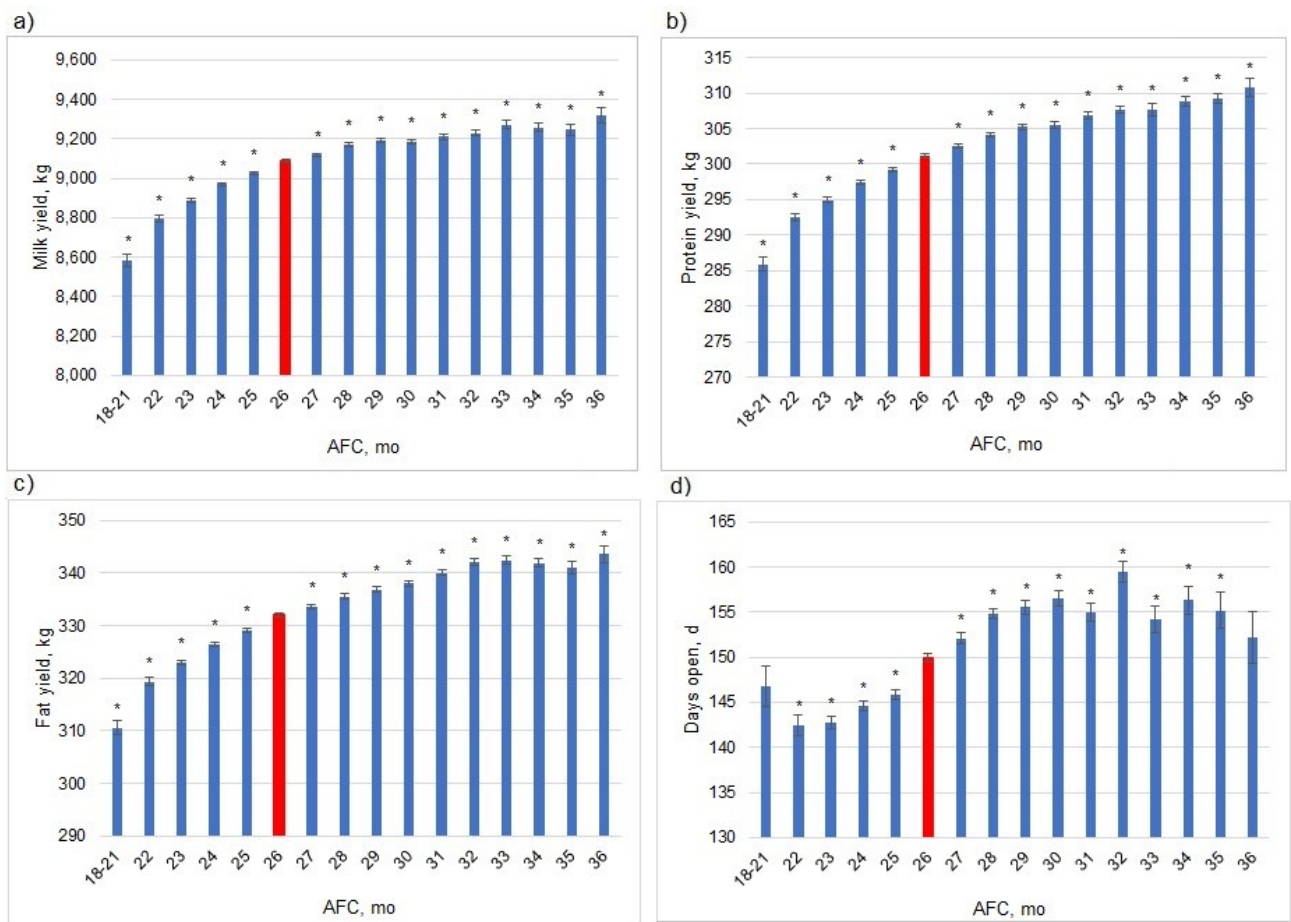 a)
Milk yield, kg
9,600
9,400
9,200
9,000
8,800
8,600
8,400
8,200
8,000
* * * * * * * * * * * * * * *
18-21 22 23 24 25 26 27 28 29 30 31 32 33 34 35 36
AFC, mo
b)
Protein yield, kg
315
310
305
300
295
290
285
280
275
270
* * * * * * * * * * * * * * *
18-21 22 23 24 25 26 27 28 29 30 31 32 33 34 35 36
AFC, mo
c)
Fat yield, kg
350
340
330
320
310
300
290
* * * * * * * * * * * * * * *
18-21 22 23 24 25 26 27 28 29 30 31 32 33 34 35 36
AFC, mo
d)
Days open, d
165
160
155
150
145
140
135
130
* * * * * * * * * * * * *
18-21 22 23 24 25 26 27 28 29 30 31 32 33 34 35 36
AFC, mo